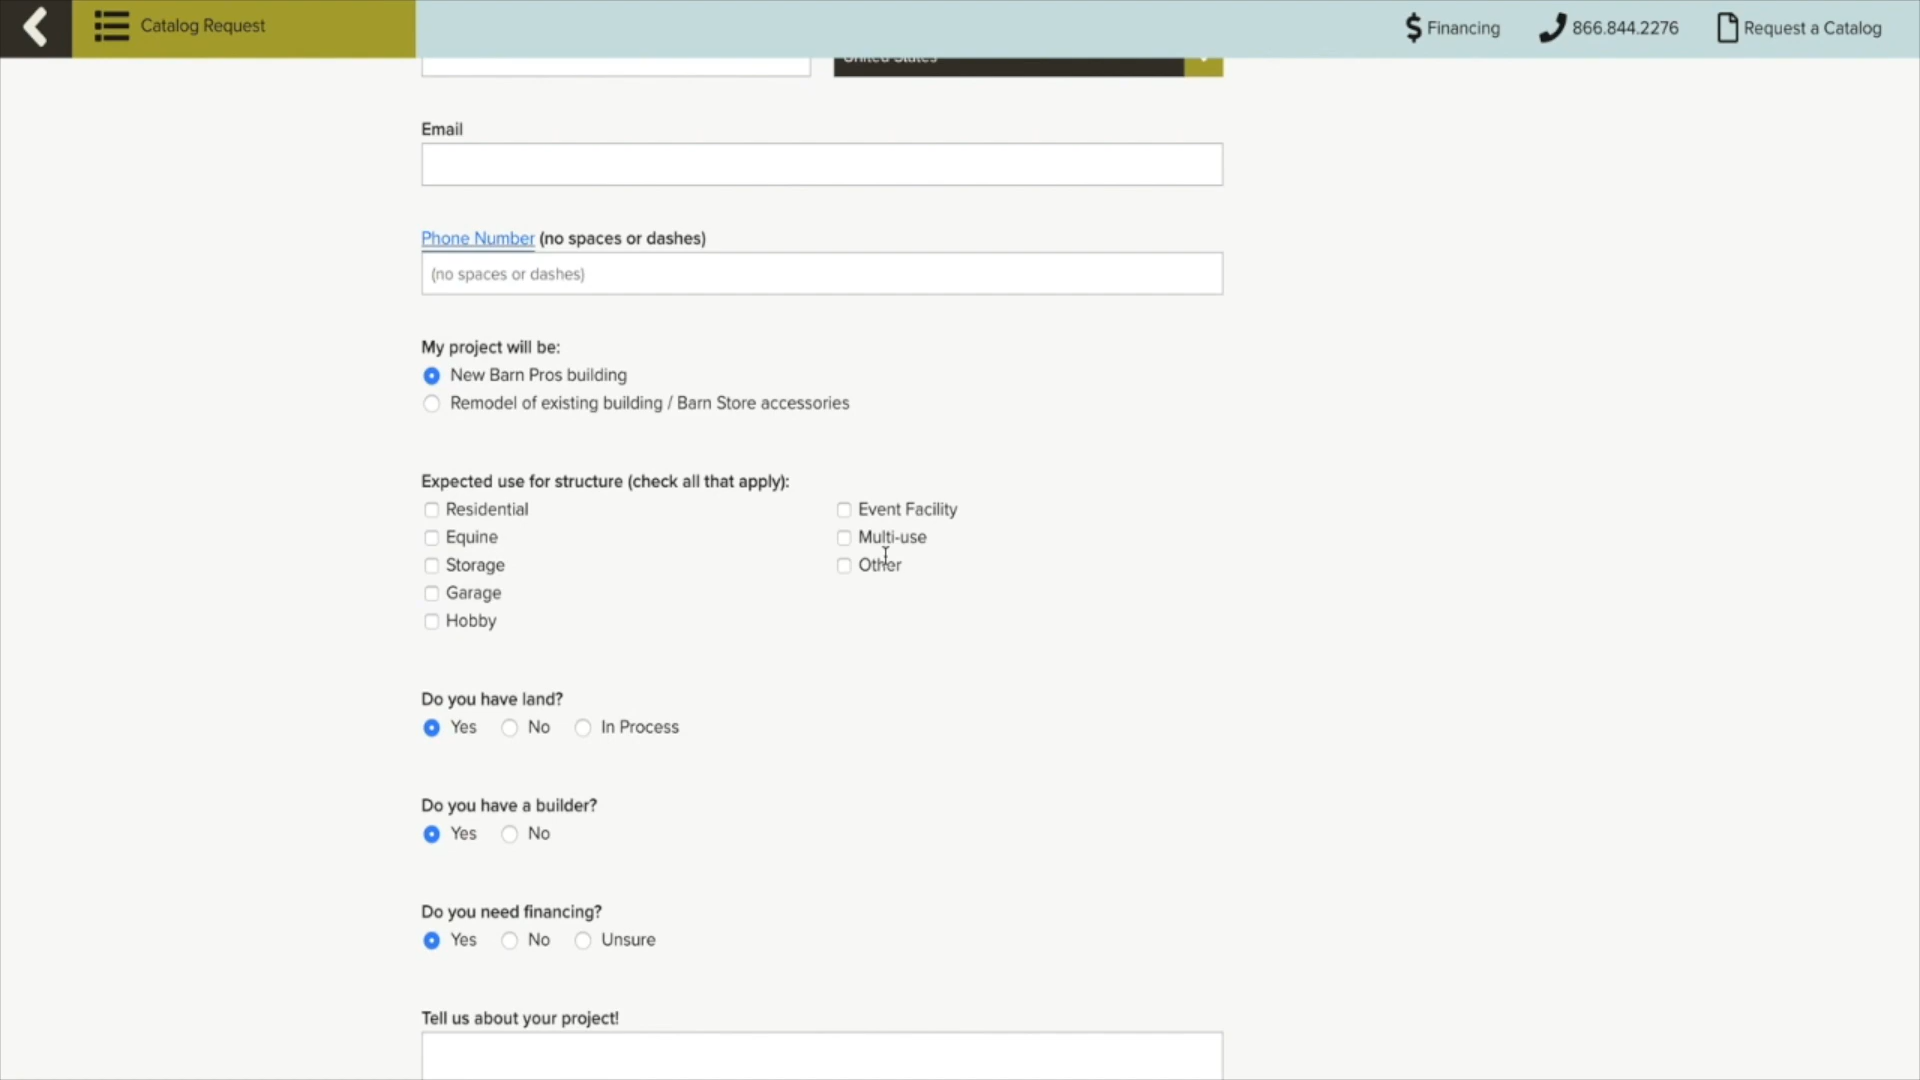 Catalog Request
Financing
866.844.2276
Request a Catalog
United States
Email
Phone Number (no spaces or dashes)
(no spaces or dashes)
My project will be:
New Barn Pros building
Remodel of existing building / Barn Store accessories
Expected use for structure (check all that apply):
Residential
Equine
Storage
Garage
Hobby
Event Facility
Multi-use
Other
Do you have land?
Yes No In Process
Do you have a builder?
Yes No
Do you need financing?
Yes No Unsure
Tell us about your project!